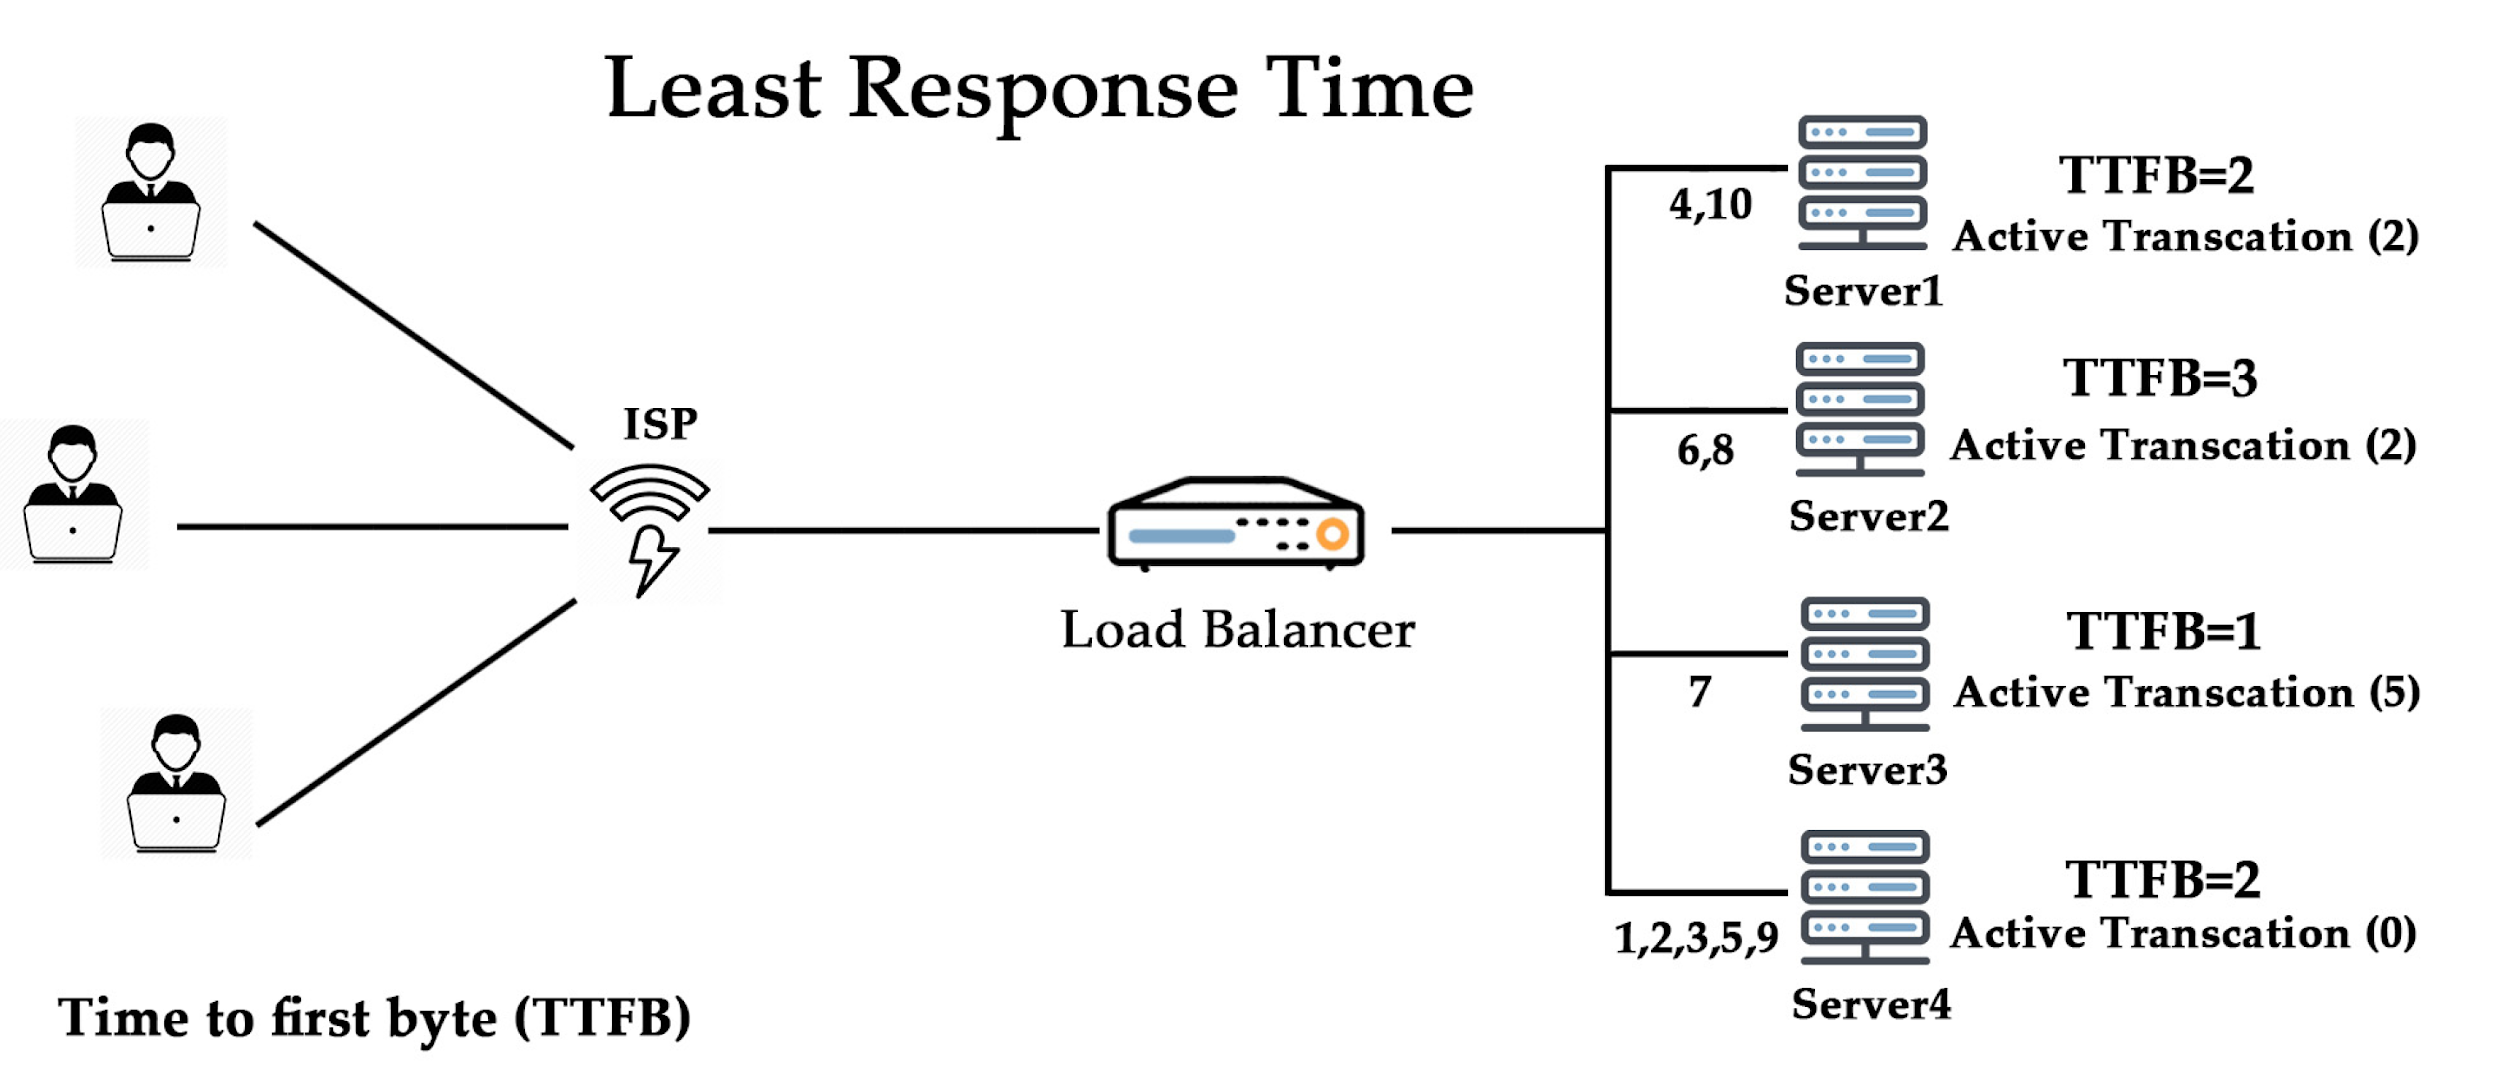 Least Response Time
4,10
TTFB=2
Active Transcation (2)
Server1
6,8
TTFB=3
Active Transcation (2)
Server2
ISP
Load Balancer
7
TTFB=1
Active Transcation (5)
Server3
1,2,3,5,9
TTFB=2
Active Transcation (0)
Server4
Time to first byte (TTFB)